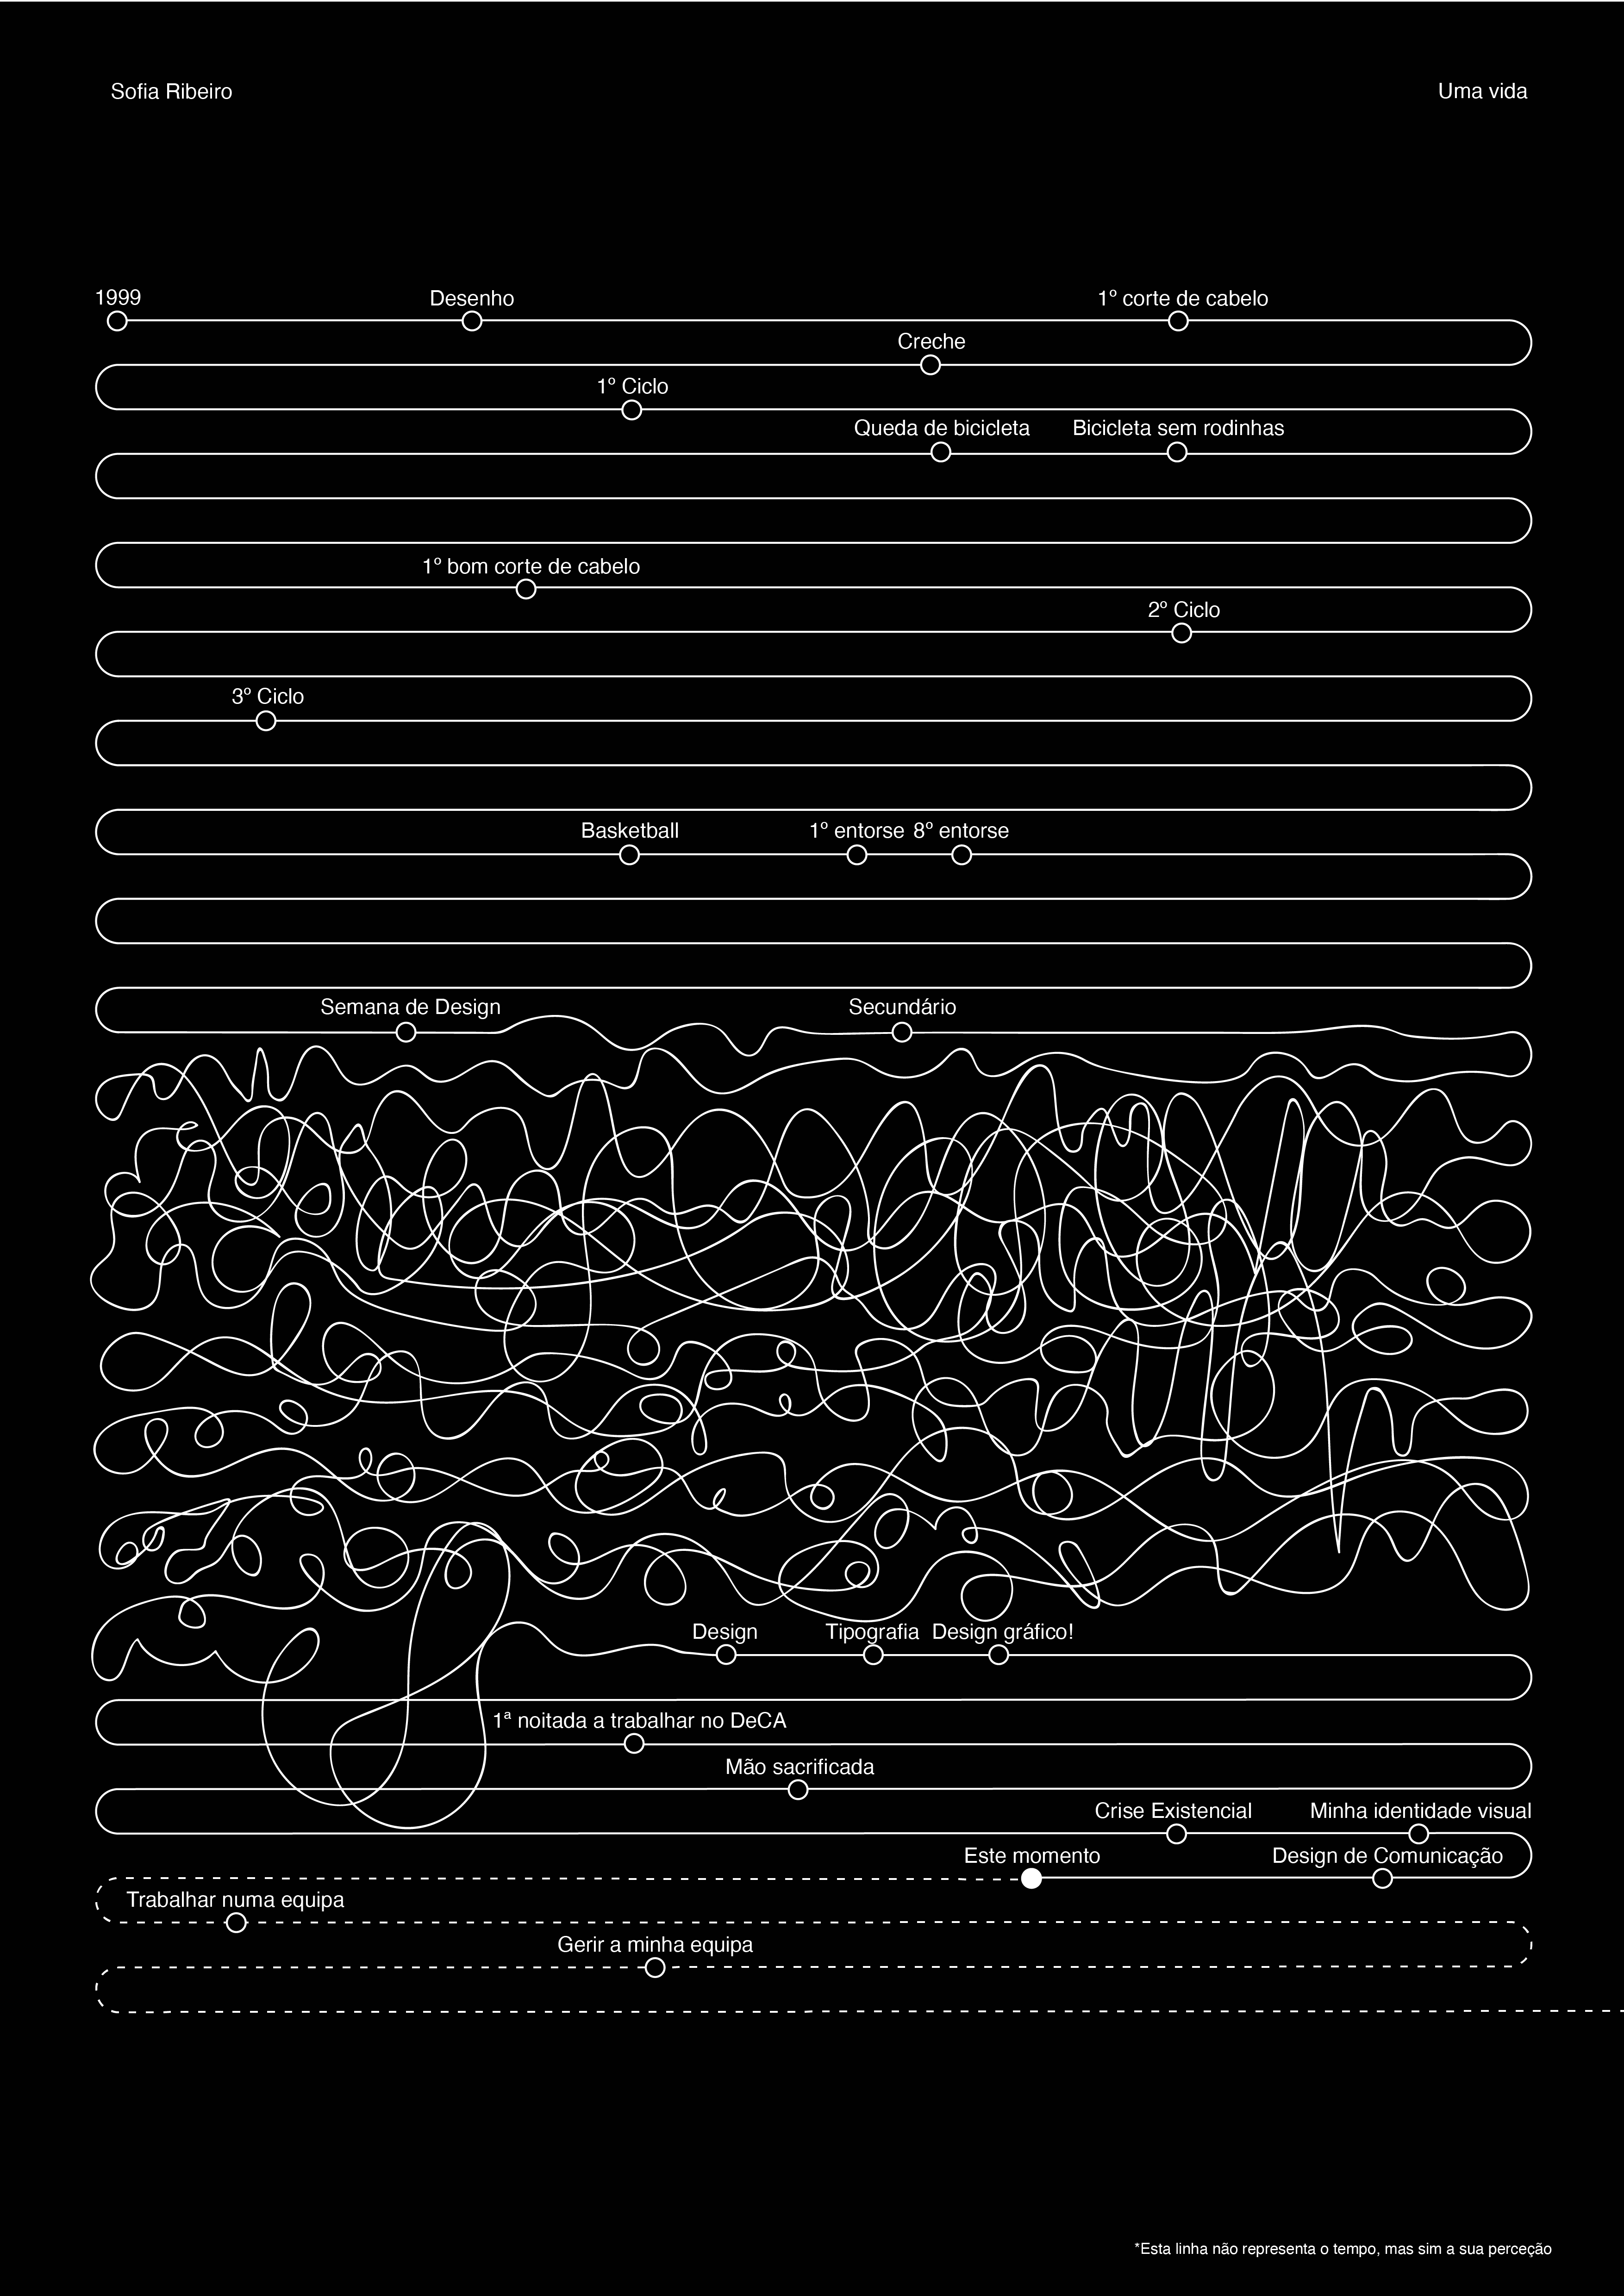 Sofia Ribeiro
Uma vida
1999
Desenho
1º corte de cabelo
Creche
1º Ciclo
Queda de bicicleta
Bicicleta sem rodinhas
1º bom corte de cabelo
2º Ciclo
3º Ciclo
Basketball
1º entorse
8º entorse
Semana de Design
Secundário
Design
Tipografia
Design gráfico!
1ª noitada a trabalhar no DeCA
Mão sacrificada
Crise Existencial
Minha identidade visual
Este momento
Design de Comunicação
Trabalhar numa equipa
Gerir a minha equipa
*Esta linha não representa o tempo, mas sim a sua perceção